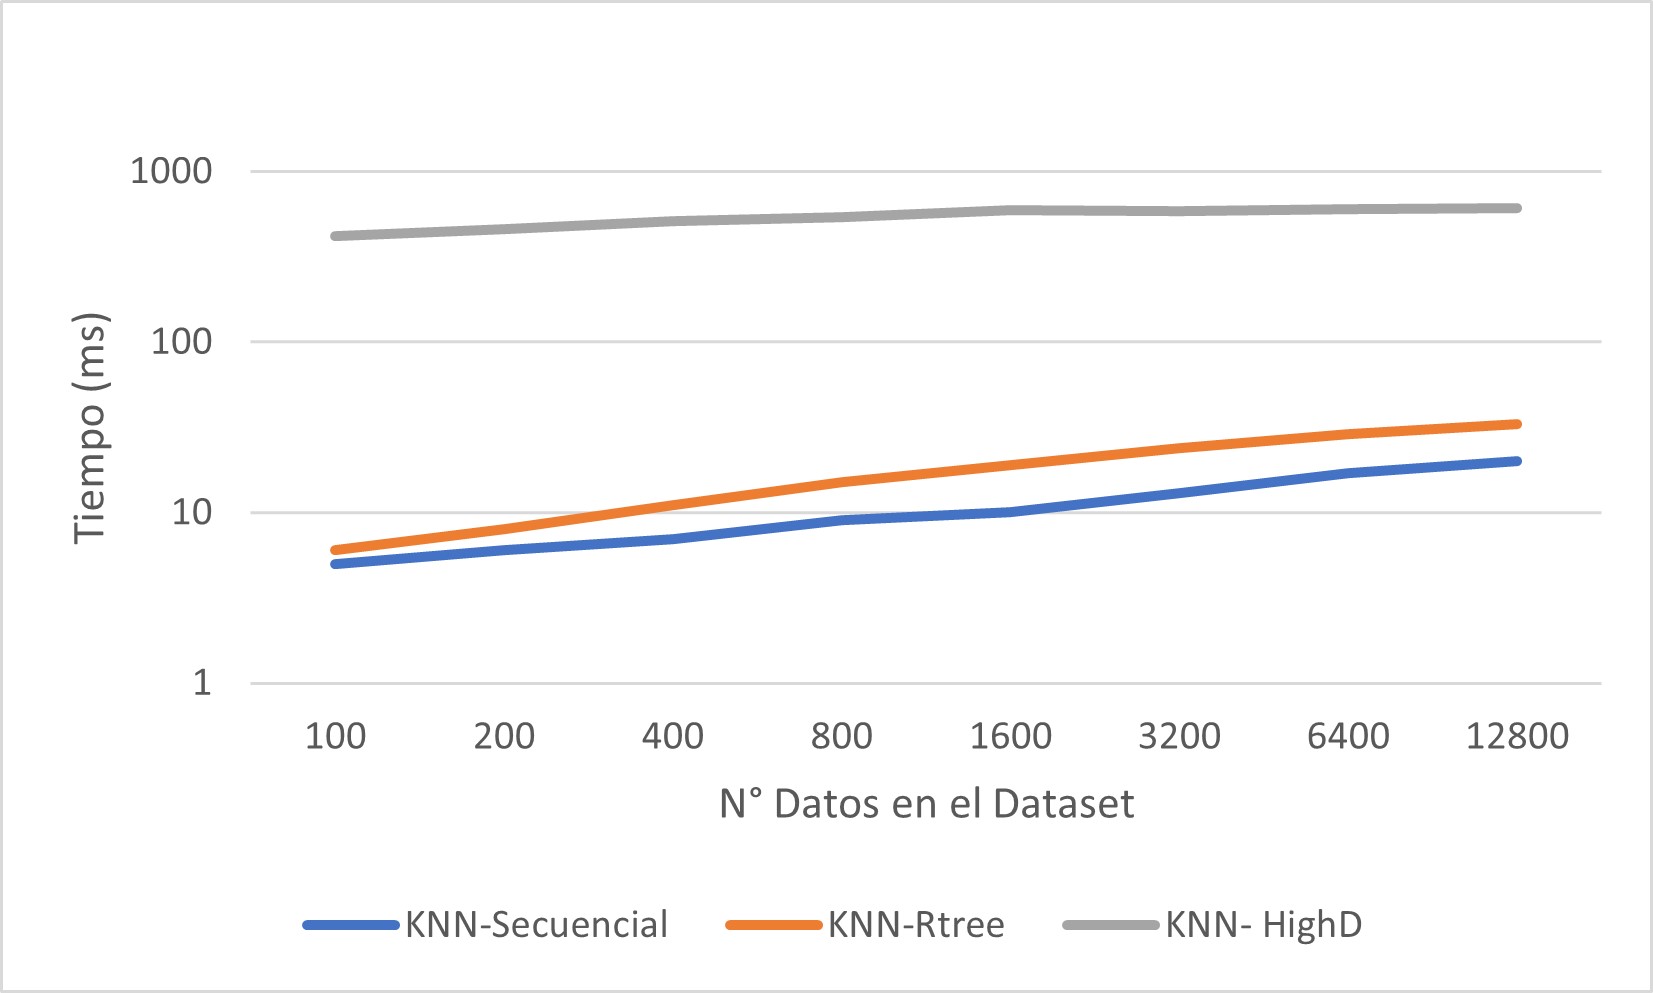 1000
100
10
1
Tiempo (ms)
100 200 400 800 1600 3200 6400 12800
N° Datos en el Dataset
KNN-Secuencial KNN-Rtree KNN- HighD